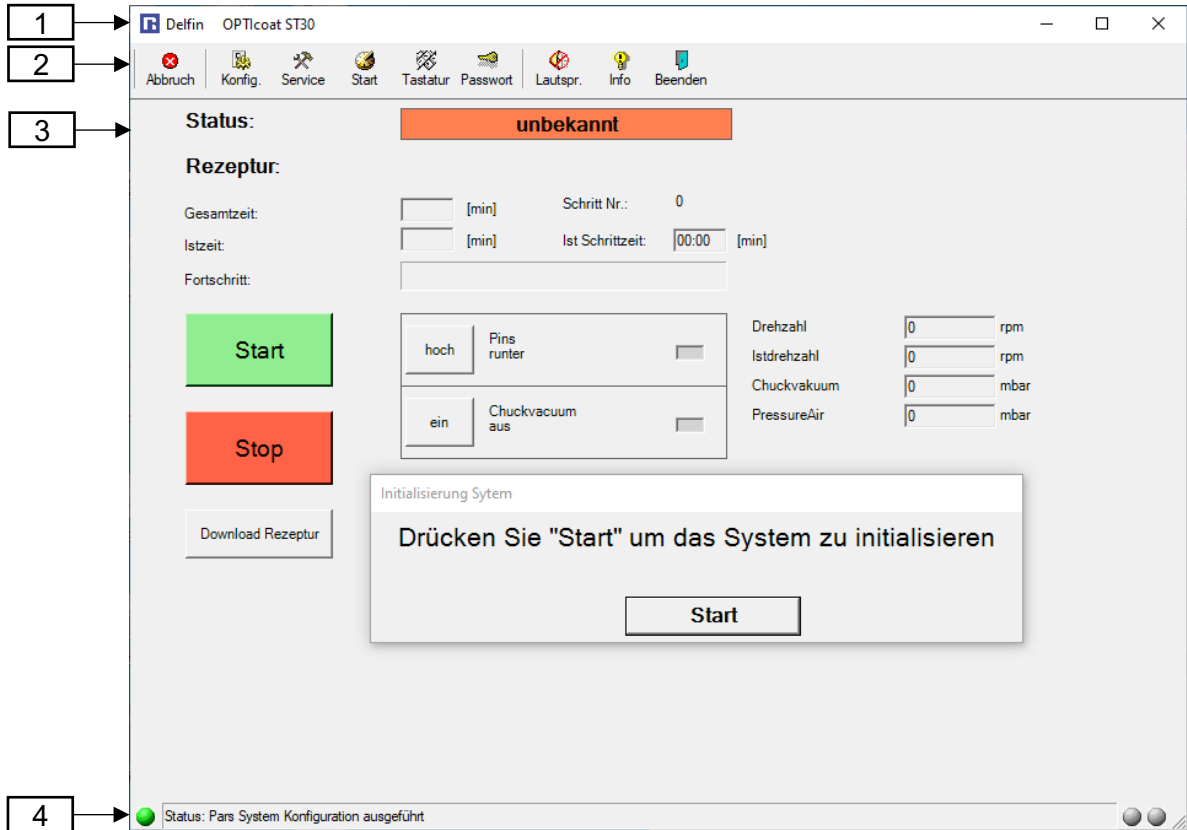 1
Delfin OPTIcoat ST30
2
Abbruch Konfig. Service Start Tastatur Passwort Lautspr. Info Beenden
3
Status: unbekannt
Rezeptur:
Gesamtzeit: [min] Schritt Nr.: 0
Istzeit: [min] Ist Schrittzeit: 00:00 [min]
Fortschritt:
Start
hoch Pins
runter
ein Chuckvacuum
aus
Drehzahl 0 rpm
Istdrehzahl 0 rpm
Chuckvakuum 0 mbar
PressureAir 0 mbar
Stop
Download Rezeptur
Initialisierung Sytem
Drücken Sie "Start" um das System zu initialisieren
Start
4
Status: Pars System Konfiguration ausgeführt